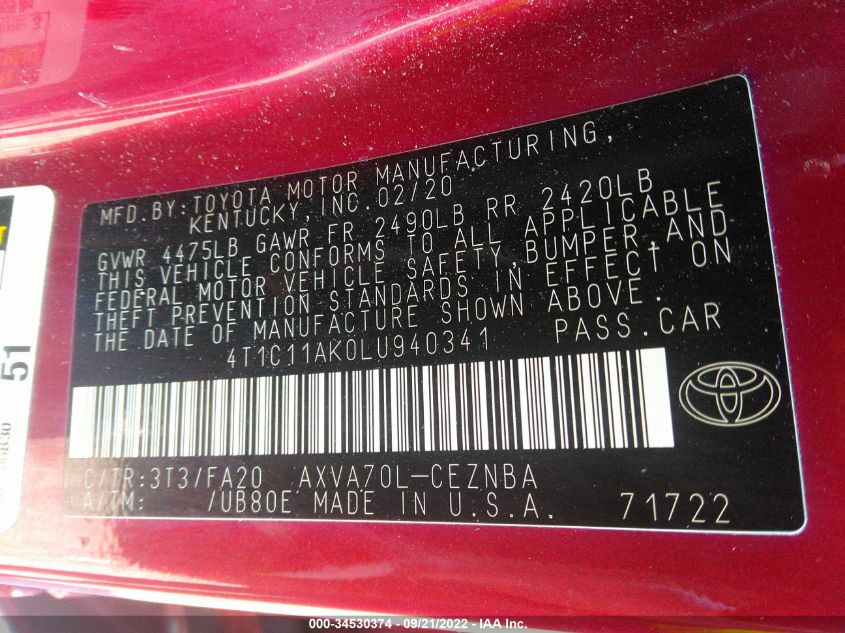 MFD. BY: TOYOTA MOTOR MANUFACTURING,
KENTUCKY, INC. 02/20
GVWR 4475LB GAWR FR 2490LB RR 2420LB
THIS VEHICLE CONFORMS TO ALL APPLICABLE
FEDERAL MOTOR VEHICLE SAFETY, BUMPER, AND
THEFT PREVENTION STANDARDS IN EFFECT ON
THE DATE OF MANUFACTURE SHOWN ABOVE.
4T1C11AK0LU940341 PASS. CAR
C/TR: 3T3/FA20 AXVA70L-CEZNBA
A/TM: /UB80E MADE IN U.S.A. 71722
51
000-34530374 - 09/21/2022 - IAA Inc.